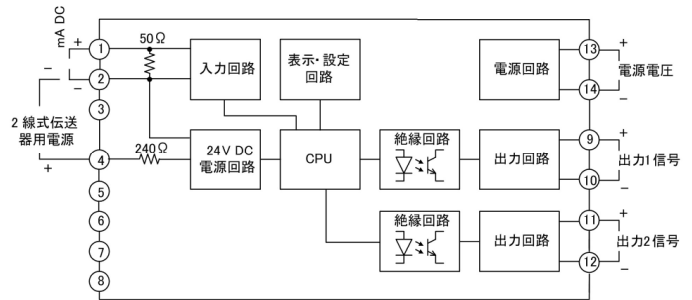 mA DC
+
−
−
2線式伝送
器用電源
+
1
2
3
4
5
6
7
8
50Ω
240Ω
入力回路
表示・設定
回路
24V DC
電源回路
CPU
絶縁回路
絶縁回路
電源回路
出力回路
出力回路
13
14
9
10
11
12
+
電源電圧
−
+
出力1信号
−
+
出力2信号
−